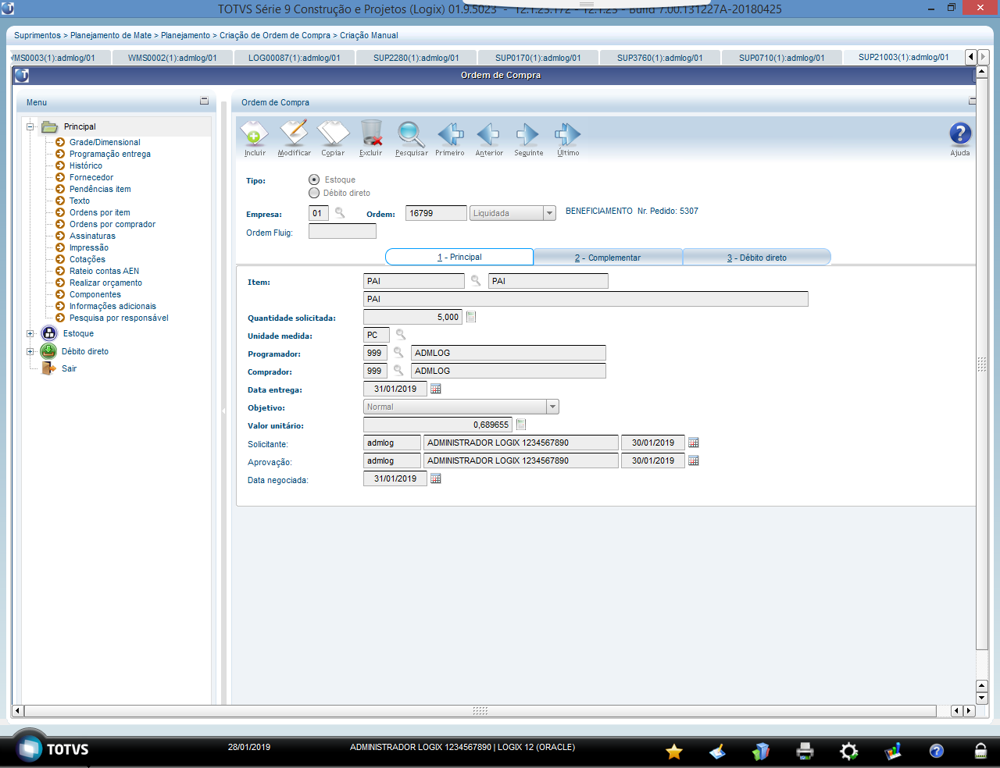 TOTVS Série 9 Construção e Projetos (Logix) 01.9.5023 - 12.1.23.172 - 12.1.23 - Build 7.00.131227A-20180425
Suprimentos > Planejamento de Mate > Planejamento > Criação de Ordem de Compra > Criação Manual
WMS0003(1):admlog/01 WMS0002(1):admlog/01 LOG00087(1):admlog/01 SUP2280(1):admlog/01 SUP0170(1):admlog/01 SUP3760(1):admlog/01 SUP0710(1):admlog/01 SUP21003(1):admlog/01
Ordem de Compra
Menu
Principal
Grade/Dimensional
Programação entrega
Histórico
Fornecedor
Pendências item
Texto
Ordens por item
Ordens por comprador
Assinaturas
Impressão
Cotações
Rateio contas AEN
Realizar orçamento
Componentes
Informações adicionais
Pesquisa por responsável
Estoque
Débito direto
Sair
Ordem de Compra
Incluir Modificar Copiar Excluir Pesquisar Primeiro Anterior Seguinte Último Ajuda
Tipo: Estoque
Débito direto
Empresa: 01 Ordem: 16799 Liquidada BENEFICIAMENTO Nr. Pedido: 5307
Ordem Fluig:
1 - Principal 2 - Complementar 3 - Débito direto
Item: PAI PAI
PAI
Quantidade solicitada: 5,000
Unidade medida: PC
Programador: 999 ADMLOG
Comprador: 999 ADMLOG
Data entrega: 31/01/2019
Objetivo: Normal
Valor unitário: 0,689655
Solicitante: admlog ADMINISTRADOR LOGIX 1234567890 30/01/2019
Aprovação: admlog ADMINISTRADOR LOGIX 1234567890 30/01/2019
Data negociada: 31/01/2019
TOTVS 28/01/2019 ADMINISTRADOR LOGIX 1234567890 | LOGIX 12 (ORACLE)